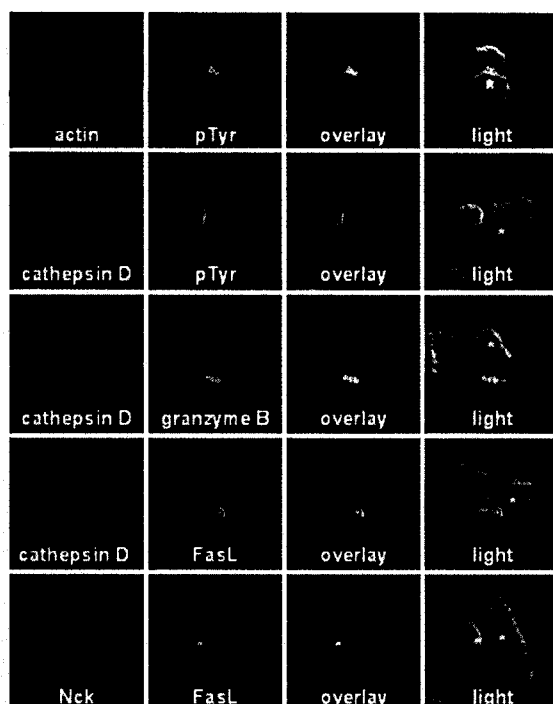 actin pTyr overlay light
cathepsin D pTyr overlay light
cathepsin D granzyme B overlay light
cathepsin D FasL overlay light
Nck FasL overlay light